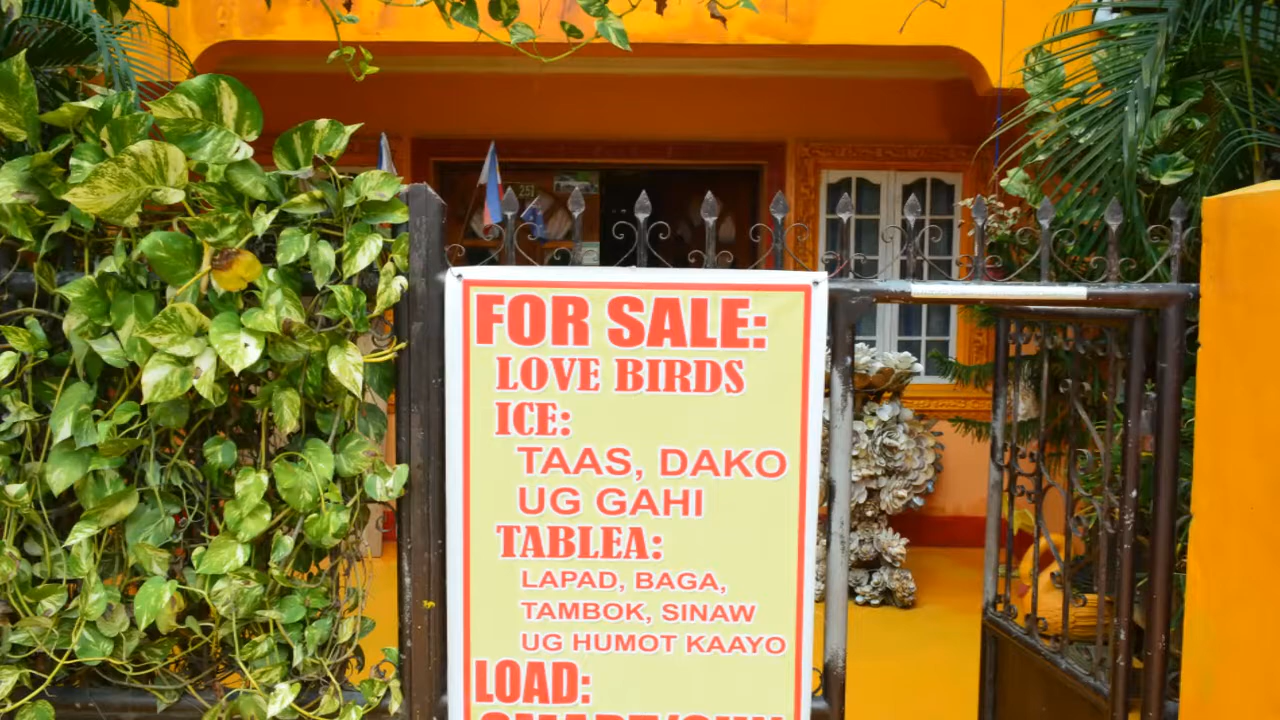 FOR SALE:
LOVE BIRDS
ICE:
TAAS, DAKO
UG GAHI
TABLEA:
LAPAD, BAGA,
TAMBOK, SINAW
UG HUMOT KAAYO
LOAD: